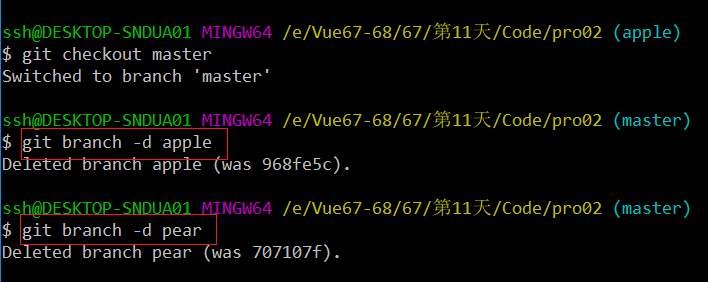 ssh@DESKTOP-SNDUA01 MINGW64 /e/Vue67-68/67/第11天/Code/pro02 (apple)
$ git checkout master
Switched to branch 'master'
ssh@DESKTOP-SNDUA01 MINGW64 /e/Vue67-68/67/第11天/Code/pro02 (master)
$ git branch -d apple
Deleted branch apple (was 968fe5c).
ssh@DESKTOP-SNDUA01 MINGW64 /e/Vue67-68/67/第11天/Code/pro02 (master)
$ git branch -d pear
Deleted branch pear (was 707107f).